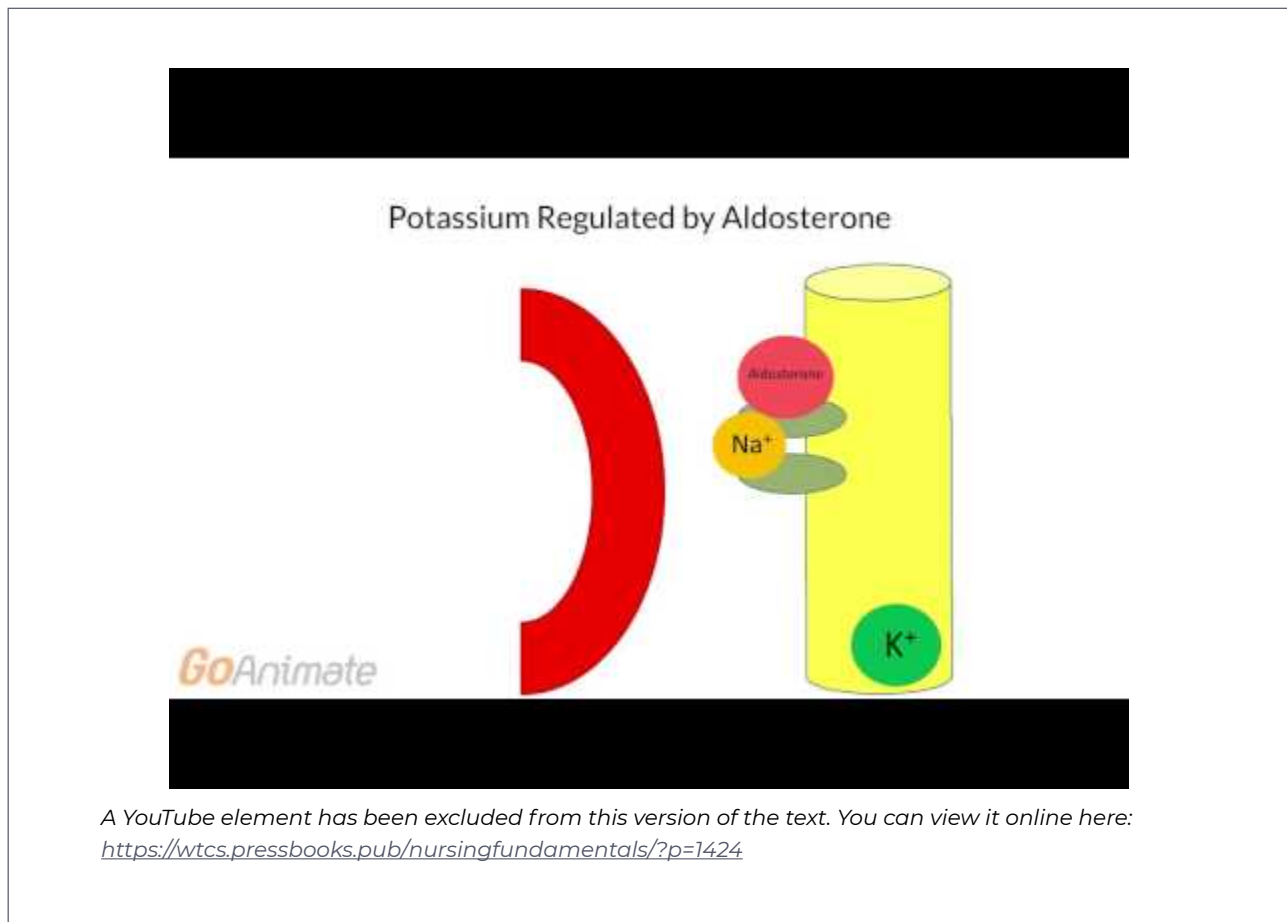 Potassium Regulated by Aldosterone
Aldosterone
Na⁺
K⁺
GoAnimate
A YouTube element has been excluded from this version of the text. You can view it online here:
https://wtcs.pressbooks.pub/nursingfundamentals/?p=1424